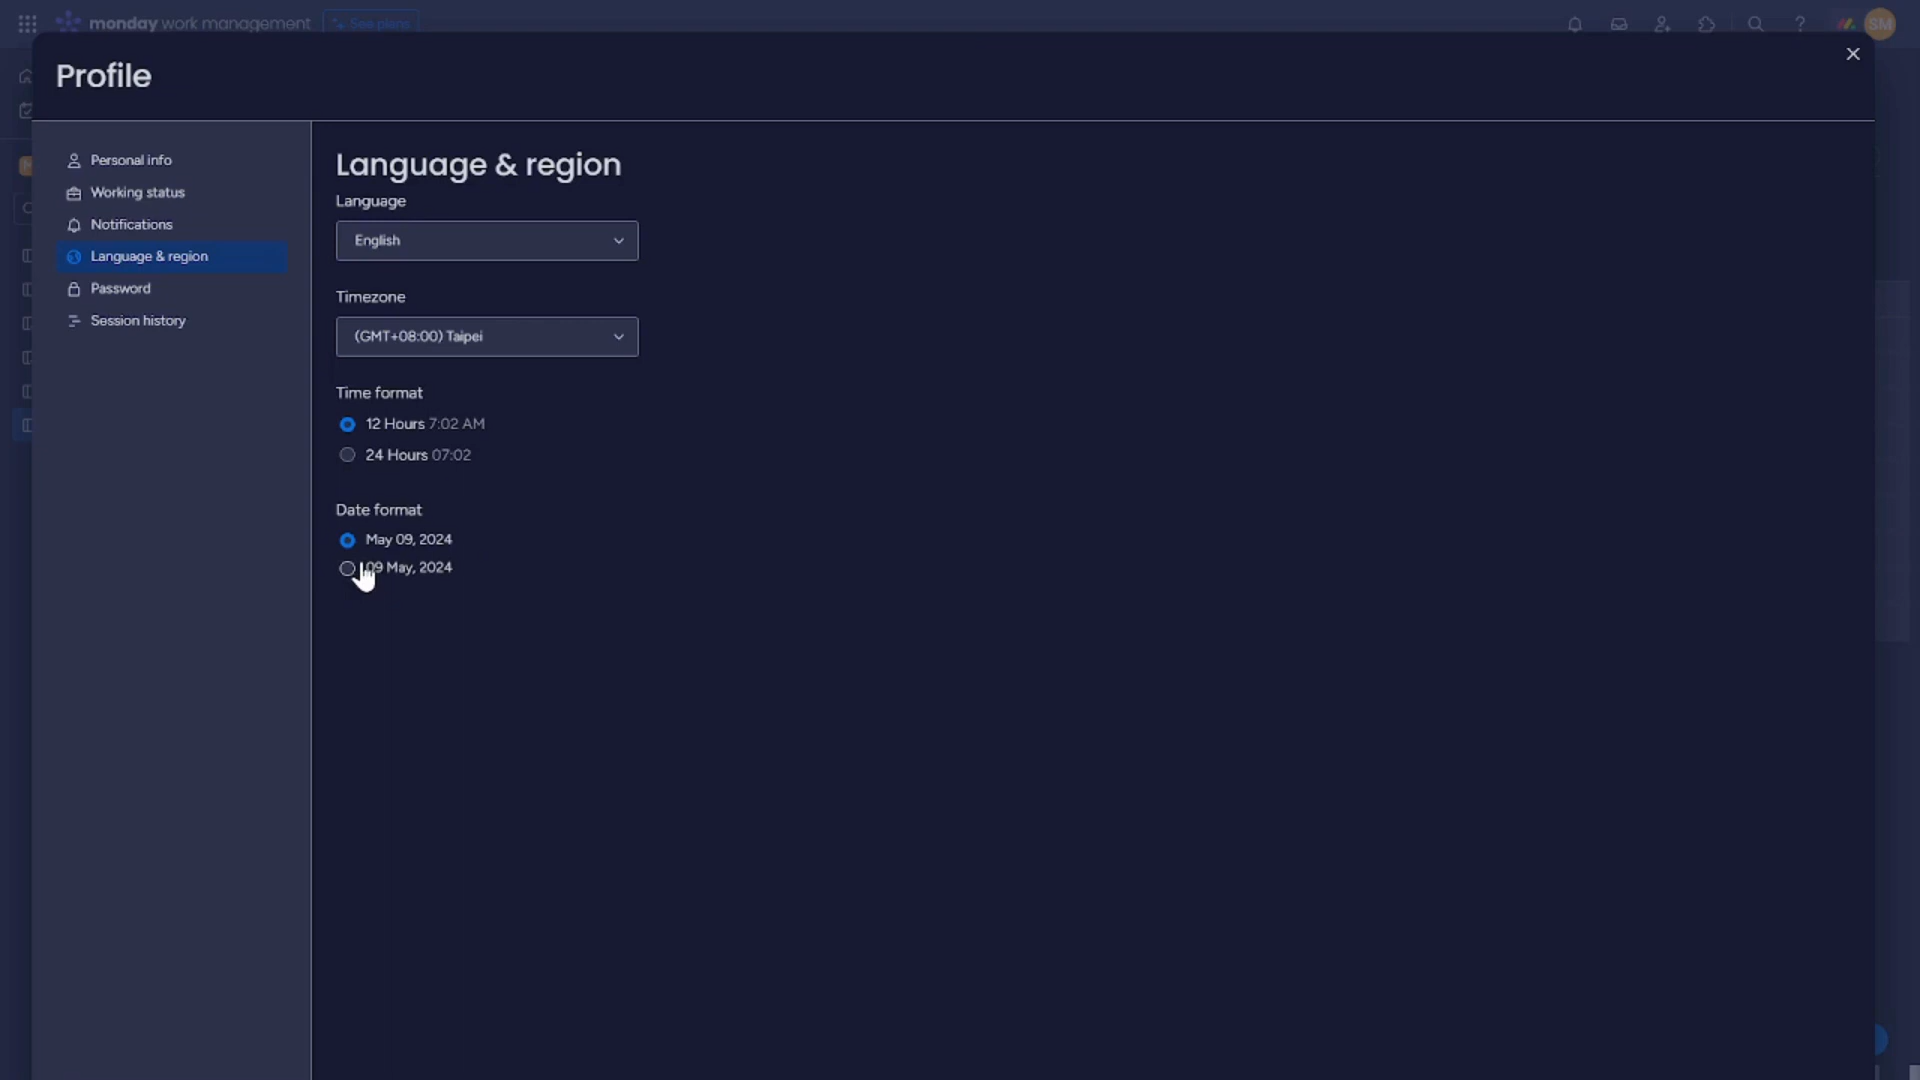 monday work management
See plans
SM
Profile
Personal info
Working status
Notifications
Language & region
Password
Session history
Language & region
Language
English
Timezone
(GMT+08:00) Taipei
Time format
12 Hours 7:02 AM
24 Hours 07:02
Date format
May 09, 2024
09 May, 2024